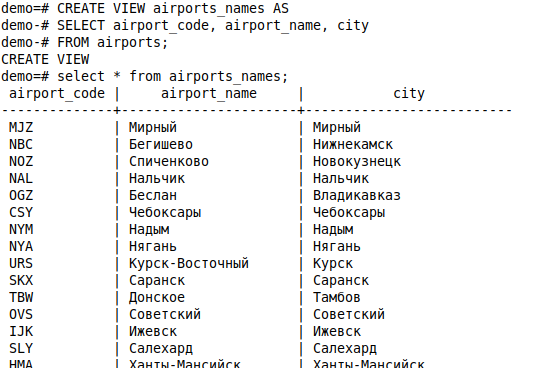 demo=# CREATE VIEW airports_names AS
demo-# SELECT airport_code, airport_name, city
demo-# FROM airports;
CREATE VIEW
demo=# select * from airports_names;
 airport_code |     airport_name     |           city
--------------+----------------------+--------------------------
 MJZ          | Мирный               | Мирный
 NBC          | Бегишево             | Нижнекамск
 NOZ          | Спиченково           | Новокузнецк
 NAL          | Нальчик              | Нальчик
 OGZ          | Беслан               | Владикавказ
 CSY          | Чебоксары            | Чебоксары
 NYM          | Надым                | Надым
 NYA          | Нягань               | Нягань
 URS          | Курск-Восточный      | Курск
 SKX          | Саранск              | Саранск
 TBW          | Донское              | Тамбов
 OVS          | Советский            | Советский
 IJK          | Ижевск               | Ижевск
 SLY          | Салехард             | Салехард
 HMA          | Ханты-Мансийск       | Ханты-Мансийск